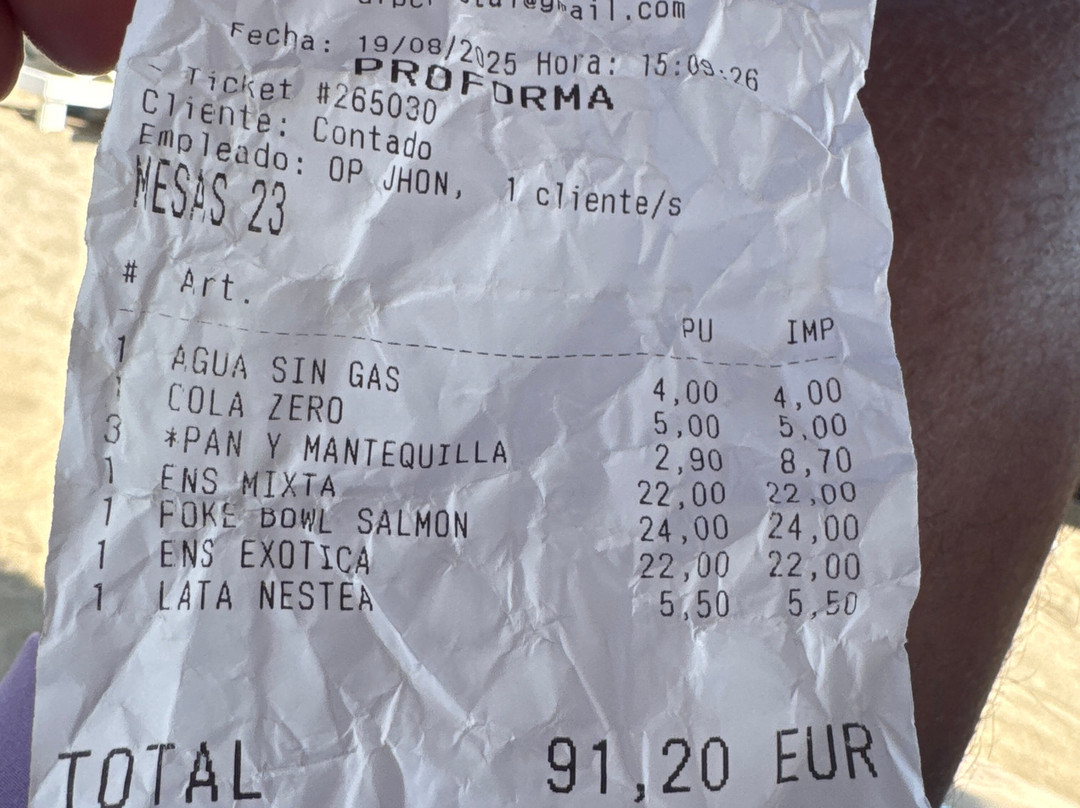 @gmail.com
Fecha: 19/08/2025 Hora: 15:09:26
PROFORMA
Ticket #265030
Cliente: Contado
Empleado: OP JHON, 1 cliente/s
MESAS 23
# Art. PU IMP
1 AGUA SIN GAS 4,00 4,00
1 COLA ZERO 5,00 5,00
3 *PAN Y MANTEQUILLA 2,90 8,70
1 ENS MIXTA 22,00 22,00
1 POKE BOWL SALMON 24,00 24,00
1 ENS EXOTICA 22,00 22,00
1 LATA NESTEA 5,50 5,50
TOTAL 91,20 EUR